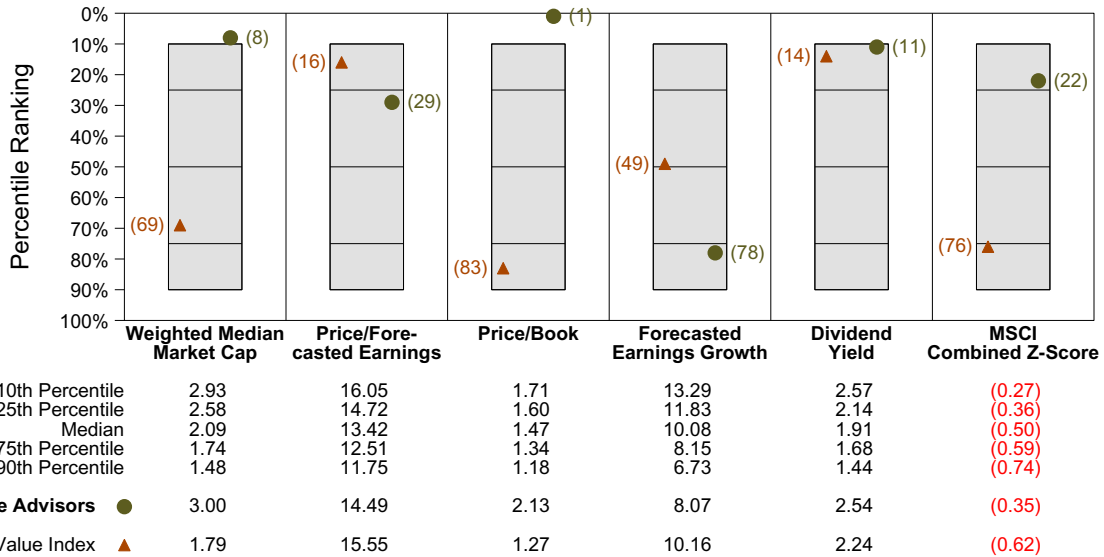 0%
10%
20%
30%
40%
50%
60%
70%
80%
90%
100%
Percentile Ranking
(8)
(69)
(16)
(29)
(1)
(83)
(49)
(78)
(14)
(11)
(22)
(76)
Weighted Median
Market Cap
Price/Fore-
casted Earnings
Price/Book
Forecasted
Earnings Growth
Dividend
Yield
MSCI
Combined Z-Score
10th Percentile 2.93 16.05 1.71 13.29 2.57 (0.27)
25th Percentile 2.58 14.72 1.60 11.83 2.14 (0.36)
Median 2.09 13.42 1.47 10.08 1.91 (0.50)
75th Percentile 1.74 12.51 1.34 8.15 1.68 (0.59)
90th Percentile 1.48 11.75 1.18 6.73 1.44 (0.74)
Advisors 3.00 14.49 2.13 8.07 2.54 (0.35)
Value Index 1.79 15.55 1.27 10.16 2.24 (0.62)